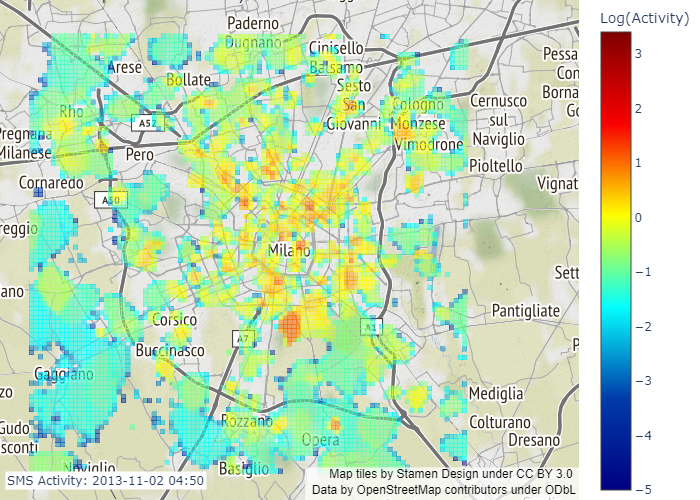 Paderno
Dugnano
Cinisello
Balsamo
Arese
Bollate
Sesto
San
Giovanni
Cologno
Monzese
Vimodrone
Cernusco
sul
Naviglio
Pioltello
Pessa
Con
Borna
Go
Rho
A52
Pregnana
Milanese
Pero
Cornaredo
A50
Vignat
reggio
Milano
Sett
ano
Pantigliate
Corsico
A7
A1
Buccinasco
P
Gaggiano
zo
Mediglia
Rozzano
Colturano
Gudo
sconti
Opera
Dresano
Noviglio
Basiglio
SMS Activity: 2013-11-02 04:50
Map tiles by Stamen Design under CC BY 3.0
Data by OpenStreetMap contributors under ODbL
Log(Activity)
3
2
1
0
−1
−2
−3
−4
−5